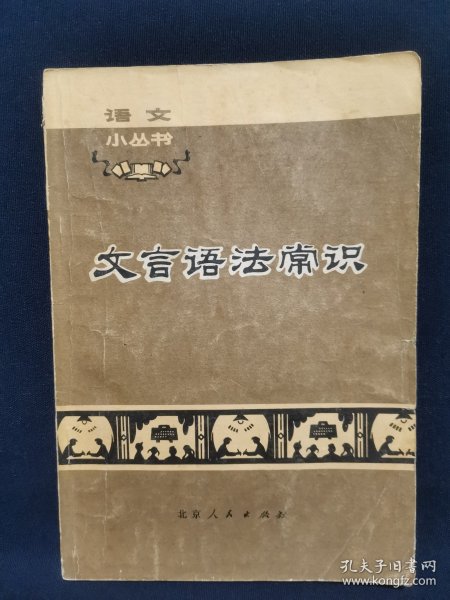 语文
小丛书
文言语法常识
北京人民出版社
孔夫子旧书网
www.kongfz.com